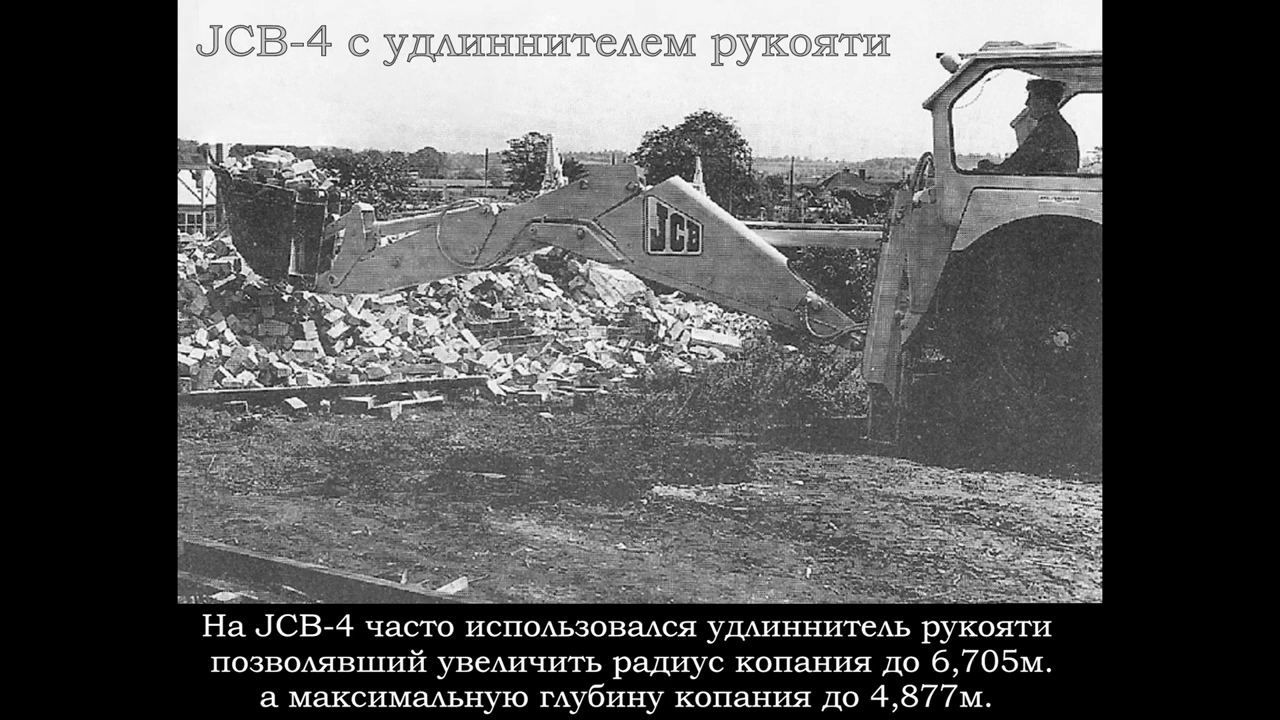 JCB-4 с удлиннителем рукояти
JCB
На JCB-4 часто использовался удлиннитель рукояти
позволявший увеличить радиус копания до 6,705м.
а максимальную глубину копания до 4,877м.